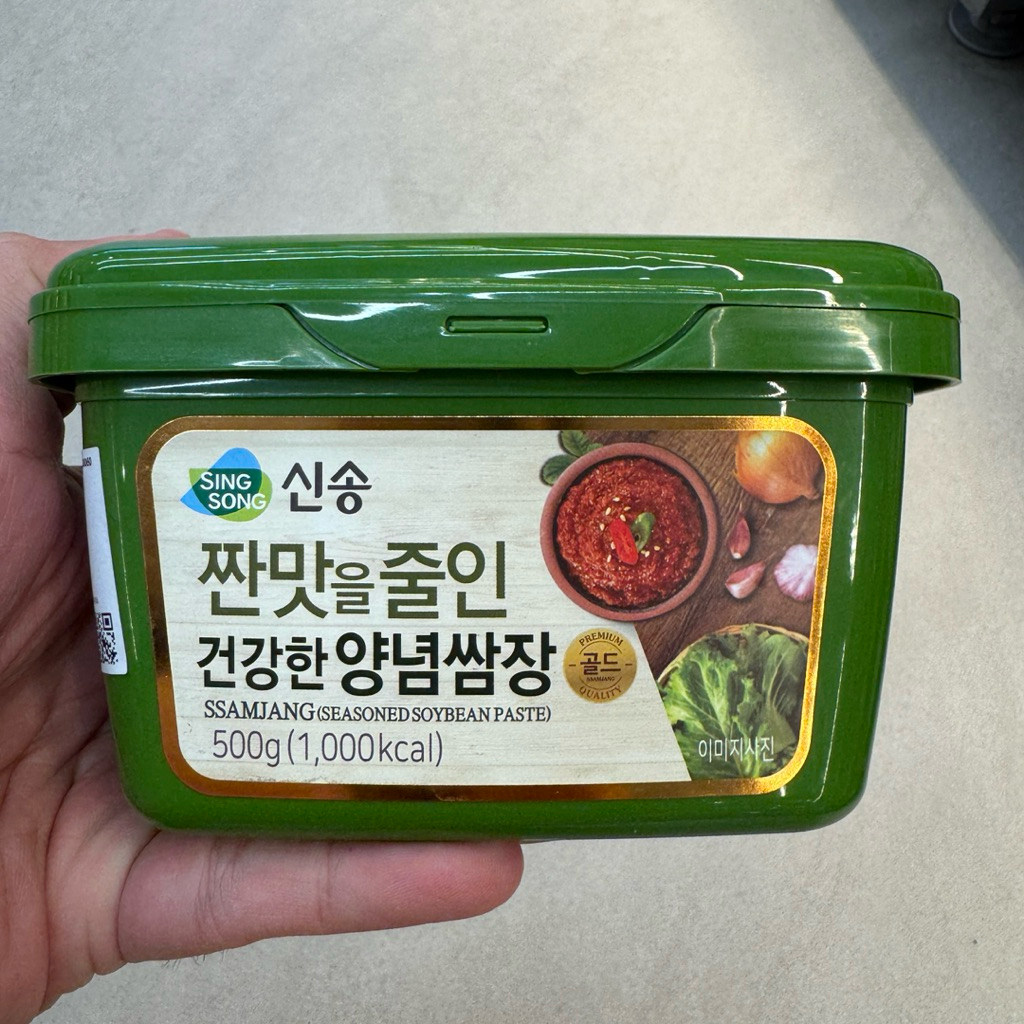 SING
SONG
신송
짠맛을줄인
건강한양념쌈장
PREMIUM
골드
SSAMJANG
QUALITY
SSAMJANG(SEASONED SOYBEAN PASTE)
500g(1,000kcal)
이미지사진